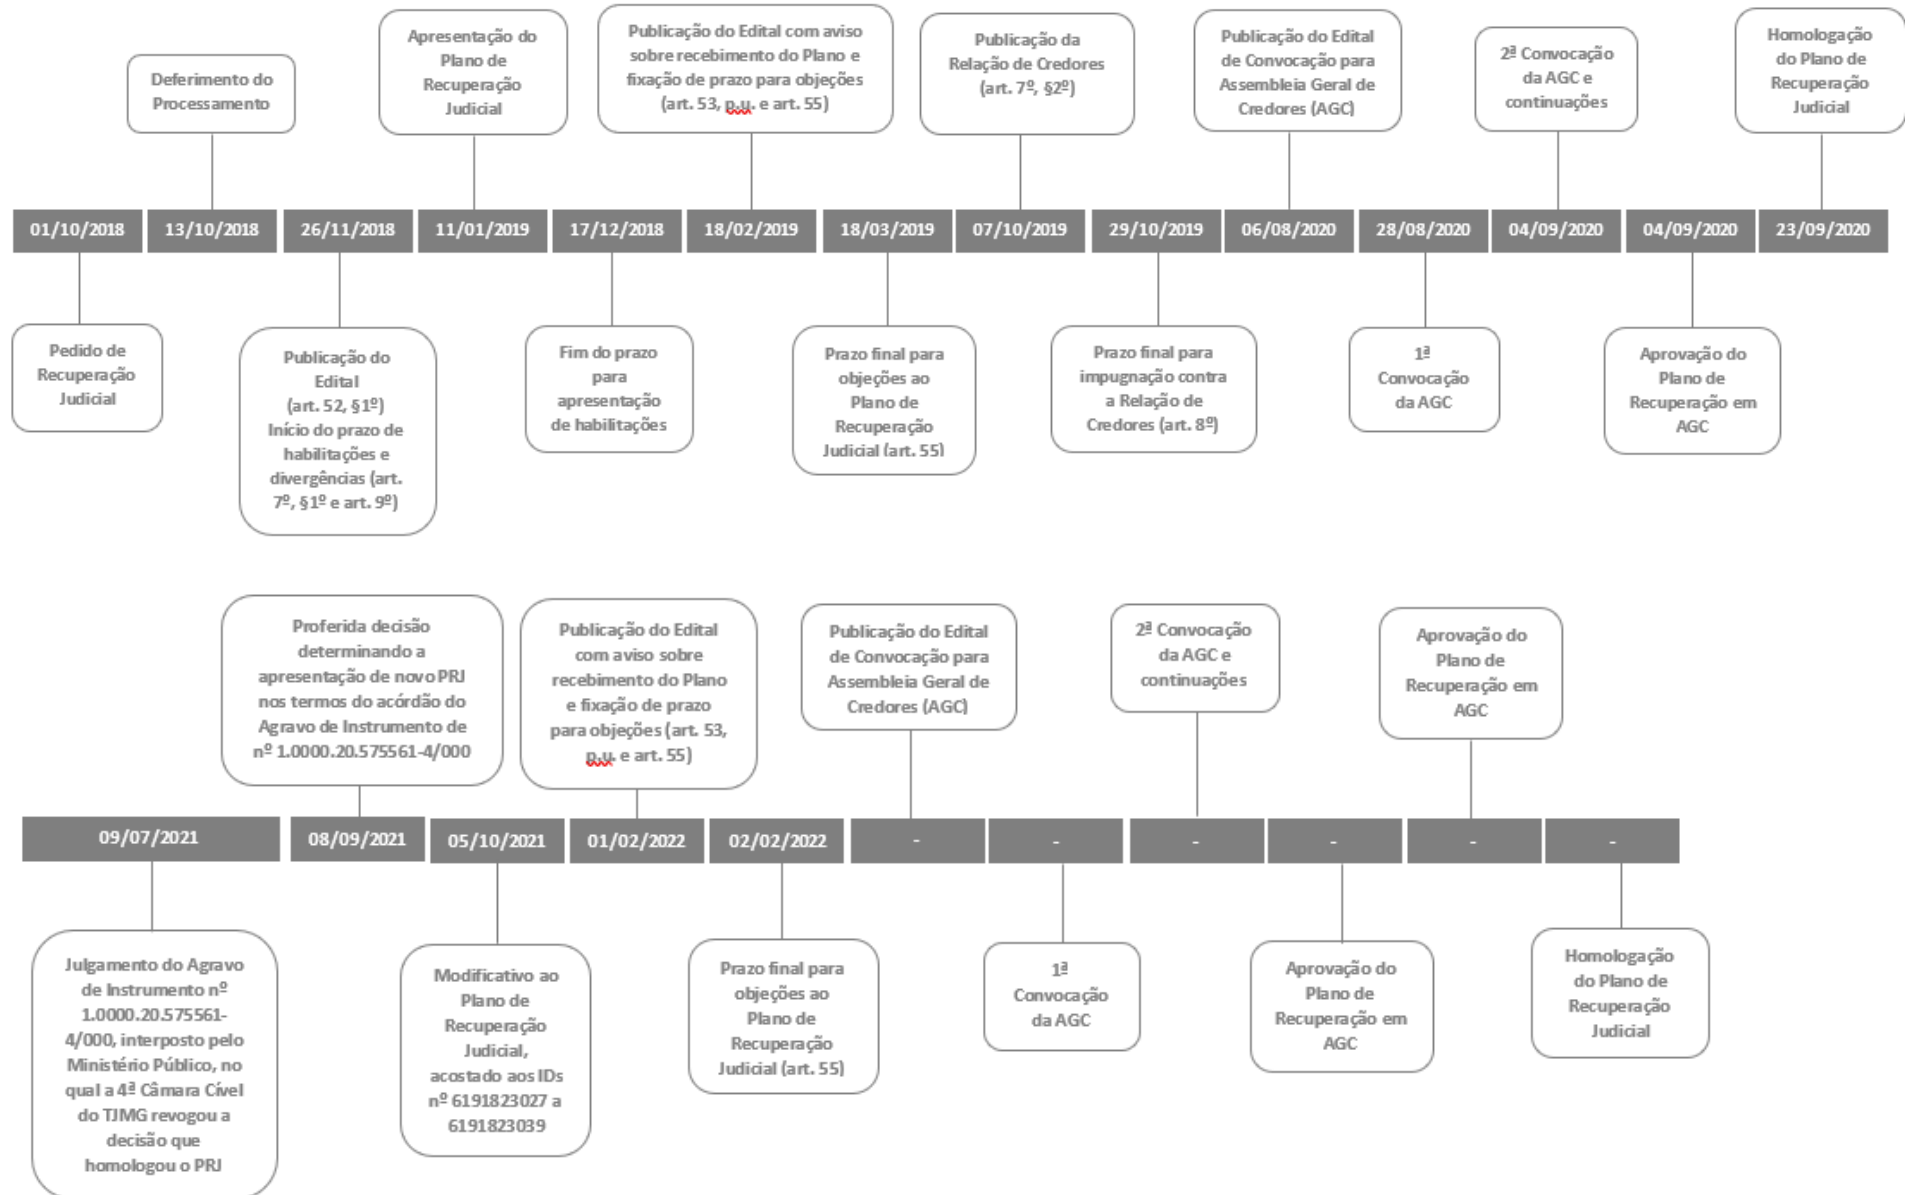 Deferimento do
Processamento
Apresentação do
Plano de
Recuperação
Judicial
Publicação do Edital com aviso
sobre recebimento do Plano e
fixação de prazo para objeções
(art. 53, p.u. e art. 55)
Publicação da
Relação de Credores
(art. 7º, §2º)
Publicação do Edital
de Convocação para
Assembleia Geral de
Credores (AGC)
2ª Convocação
da AGC e
continuações
Homologação
do Plano de
Recuperação
Judicial
01/10/2018
13/10/2018
26/11/2018
11/01/2019
17/12/2018
18/02/2019
18/03/2019
07/10/2019
29/10/2019
06/08/2020
28/08/2020
04/09/2020
04/09/2020
23/09/2020
Pedido de
Recuperação
Judicial
Publicação do
Edital
(art. 52, §1º)
Início do prazo de
habilitações e
divergências (art.
7º, §1º e art. 9º)
Fim do prazo
para
apresentação
de habilitações
Prazo final para
objeções ao
Plano de
Recuperação
Judicial (art. 55)
Prazo final para
impugnação contra
a Relação de
Credores (art. 8º)
1ª
Convocação
da AGC
Aprovação do
Plano de
Recuperação em
AGC
Proferida decisão
determinando a
apresentação de novo PRJ
nos termos do acórdão do
Agravo de Instrumento de
nº 1.0000.20.575561-4/000
Publicação do Edital
com aviso sobre
recebimento do Plano
e fixação de prazo
para objeções (art. 53,
p.u. e art. 55)
Publicação do Edital
de Convocação para
Assembleia Geral de
Credores (AGC)
2ª Convocação
da AGC e
continuações
Aprovação do
Plano de
Recuperação em
AGC
09/07/2021
08/09/2021
05/10/2021
01/02/2022
02/02/2022
-
-
-
-
-
-
Julgamento do Agravo
de Instrumento nº
1.0000.20.575561-
4/000, interposto pelo
Ministério Público, no
qual a 4ª Câmara Cível
do TJMG revogou a
decisão que
homologou o PRJ
Modificativo ao
Plano de
Recuperação
Judicial,
acostado aos IDs
nº 6191823027 a
6191823039
Prazo final para
objeções ao
Plano de
Recuperação
Judicial (art. 55)
1ª
Convocação
da AGC
Aprovação do
Plano de
Recuperação em
AGC
Homologação
do Plano de
Recuperação
Judicial